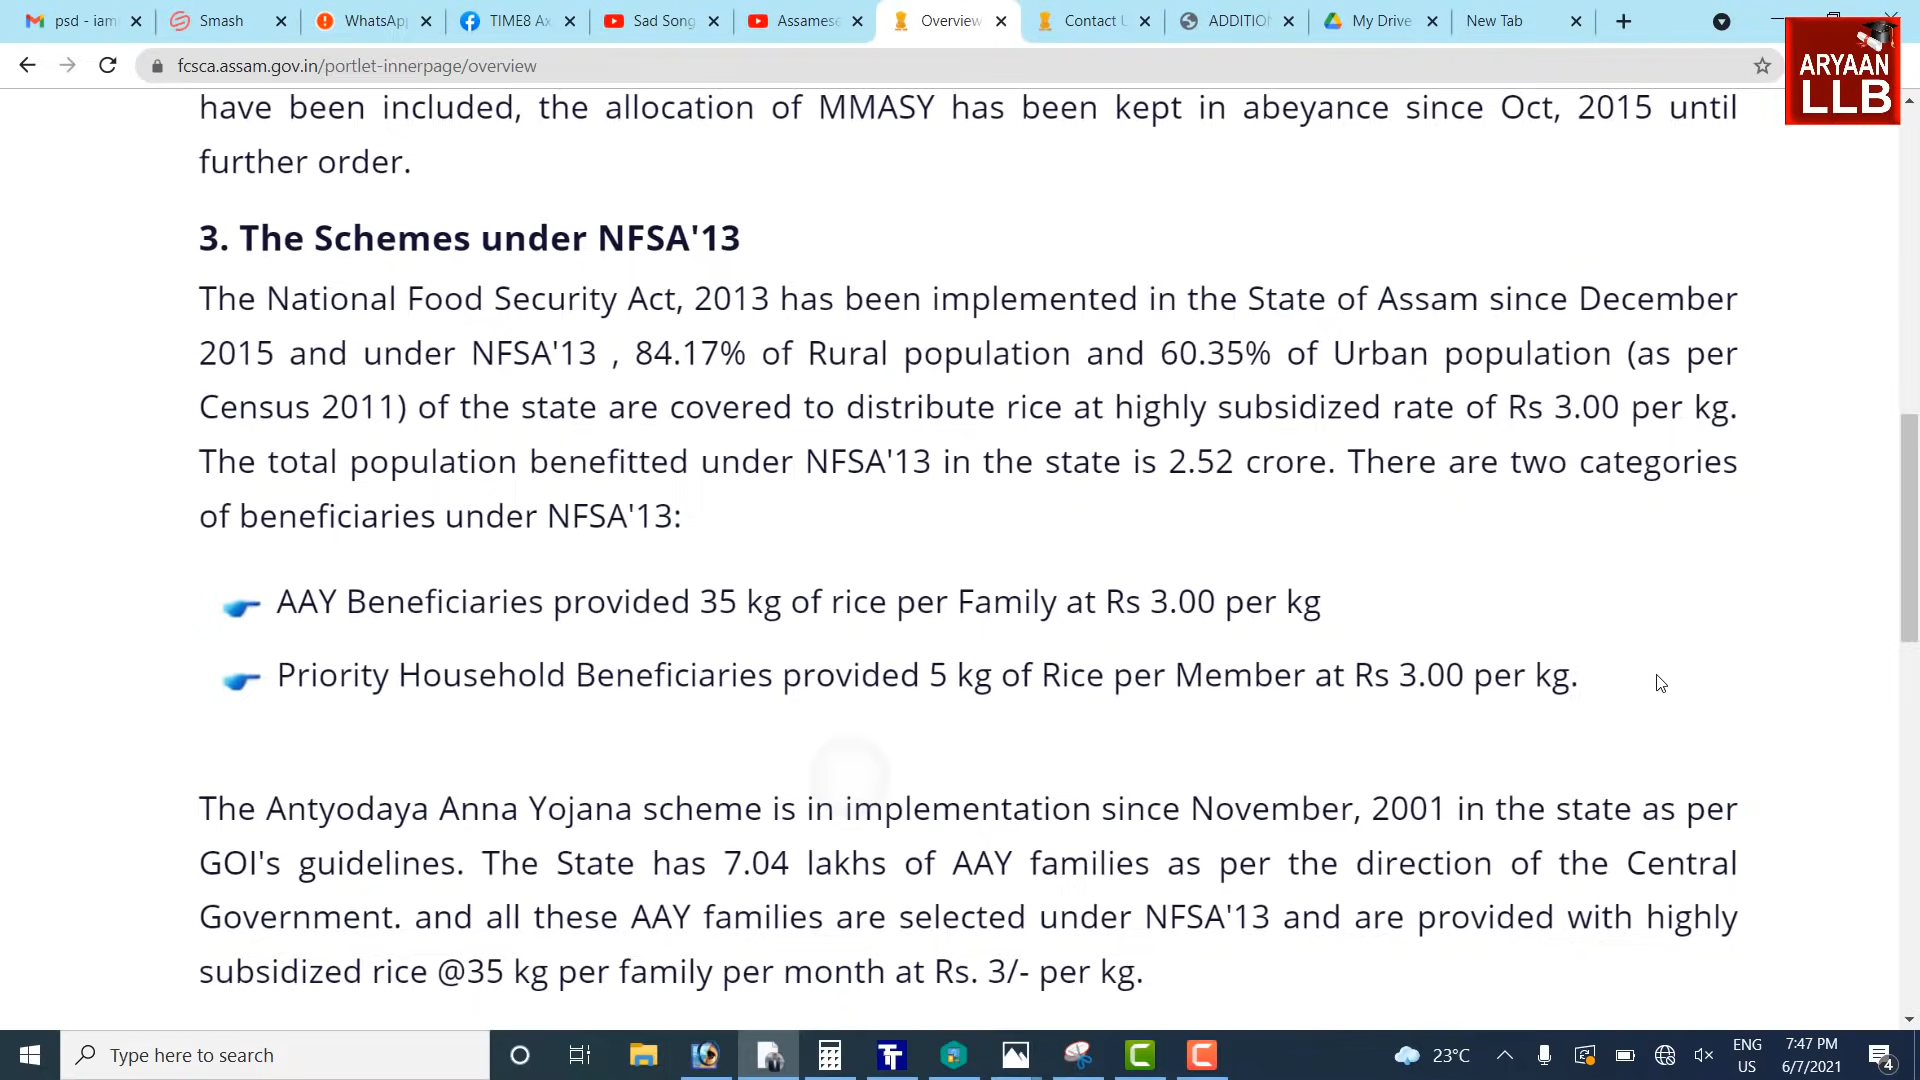 psd - iam
Smash
WhatsApp
TIME8 Ax
Sad Song
Assamese
Overview
Contact U
ADDITIO
My Drive
New Tab
fcsca.assam.gov.in/portlet-innerpage/overview
ARYAAN
LLB
have been included, the allocation of MMASY has been kept in abeyance since Oct, 2015 until
further order.
3. The Schemes under NFSA'13
The National Food Security Act, 2013 has been implemented in the State of Assam since December
2015 and under NFSA'13 , 84.17% of Rural population and 60.35% of Urban population (as per
Census 2011) of the state are covered to distribute rice at highly subsidized rate of Rs 3.00 per kg.
The total population benefitted under NFSA'13 in the state is 2.52 crore. There are two categories
of beneficiaries under NFSA'13:
AAY Beneficiaries provided 35 kg of rice per Family at Rs 3.00 per kg
Priority Household Beneficiaries provided 5 kg of Rice per Member at Rs 3.00 per kg.
The Antyodaya Anna Yojana scheme is in implementation since November, 2001 in the state as per
GOI's guidelines. The State has 7.04 lakhs of AAY families as per the direction of the Central
Government. and all these AAY families are selected under NFSA'13 and are provided with highly
subsidized rice @35 kg per family per month at Rs. 3/- per kg.
Type here to search
23°C
ENG
US
7:47 PM
6/7/2021
4